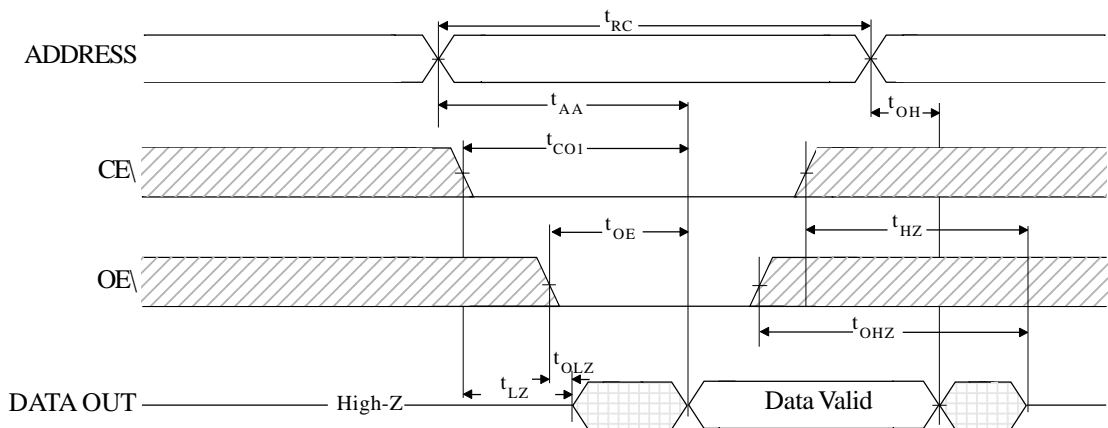 t_RC
ADDRESS
t_AA
t_OH
t_CO1
CE\
t_OE
t_HZ
OE\
t_OHZ
t_OLZ
t_LZ
DATA OUT
High-Z
Data Valid